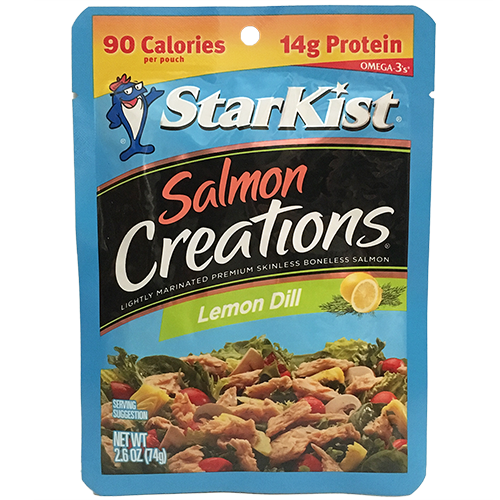 90 Calories
per pouch
14g Protein
OMEGA-3's*
StarKist®
Salmon
Creations®
LIGHTLY MARINATED PREMIUM SKINLESS BONELESS SALMON
Lemon Dill
SERVING
SUGGESTION
NET WT
2.6 OZ (74g)